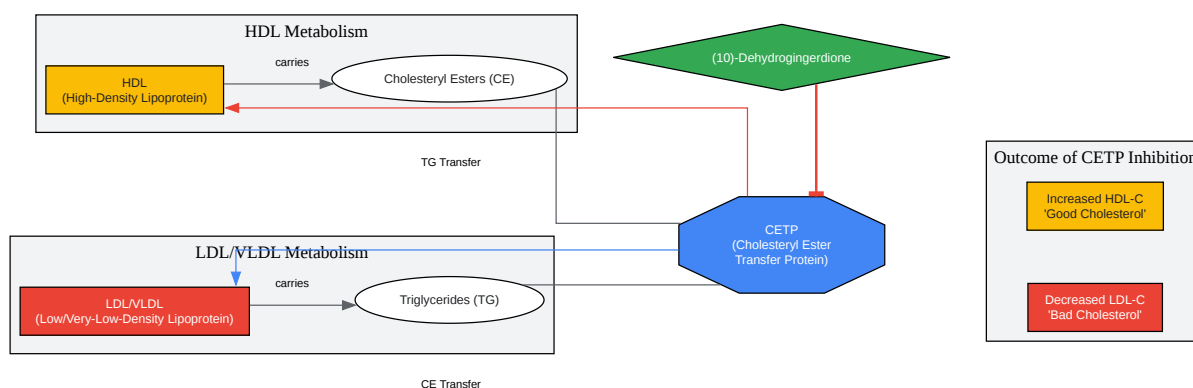 HDL Metabolism
carries
HDL
(High-Density Lipoprotein)
Cholesteryl Esters (CE)
(10)-Dehydrogingerdione
TG Transfer
Outcome of CETP Inhibition
Increased HDL-C
'Good Cholesterol'
CETP
(Cholesteryl Ester
Transfer Protein)
LDL/VLDL Metabolism
carries
LDL/VLDL
(Low/Very-Low-Density Lipoprotein)
Triglycerides (TG)
Decreased LDL-C
'Bad Cholesterol'
CE Transfer